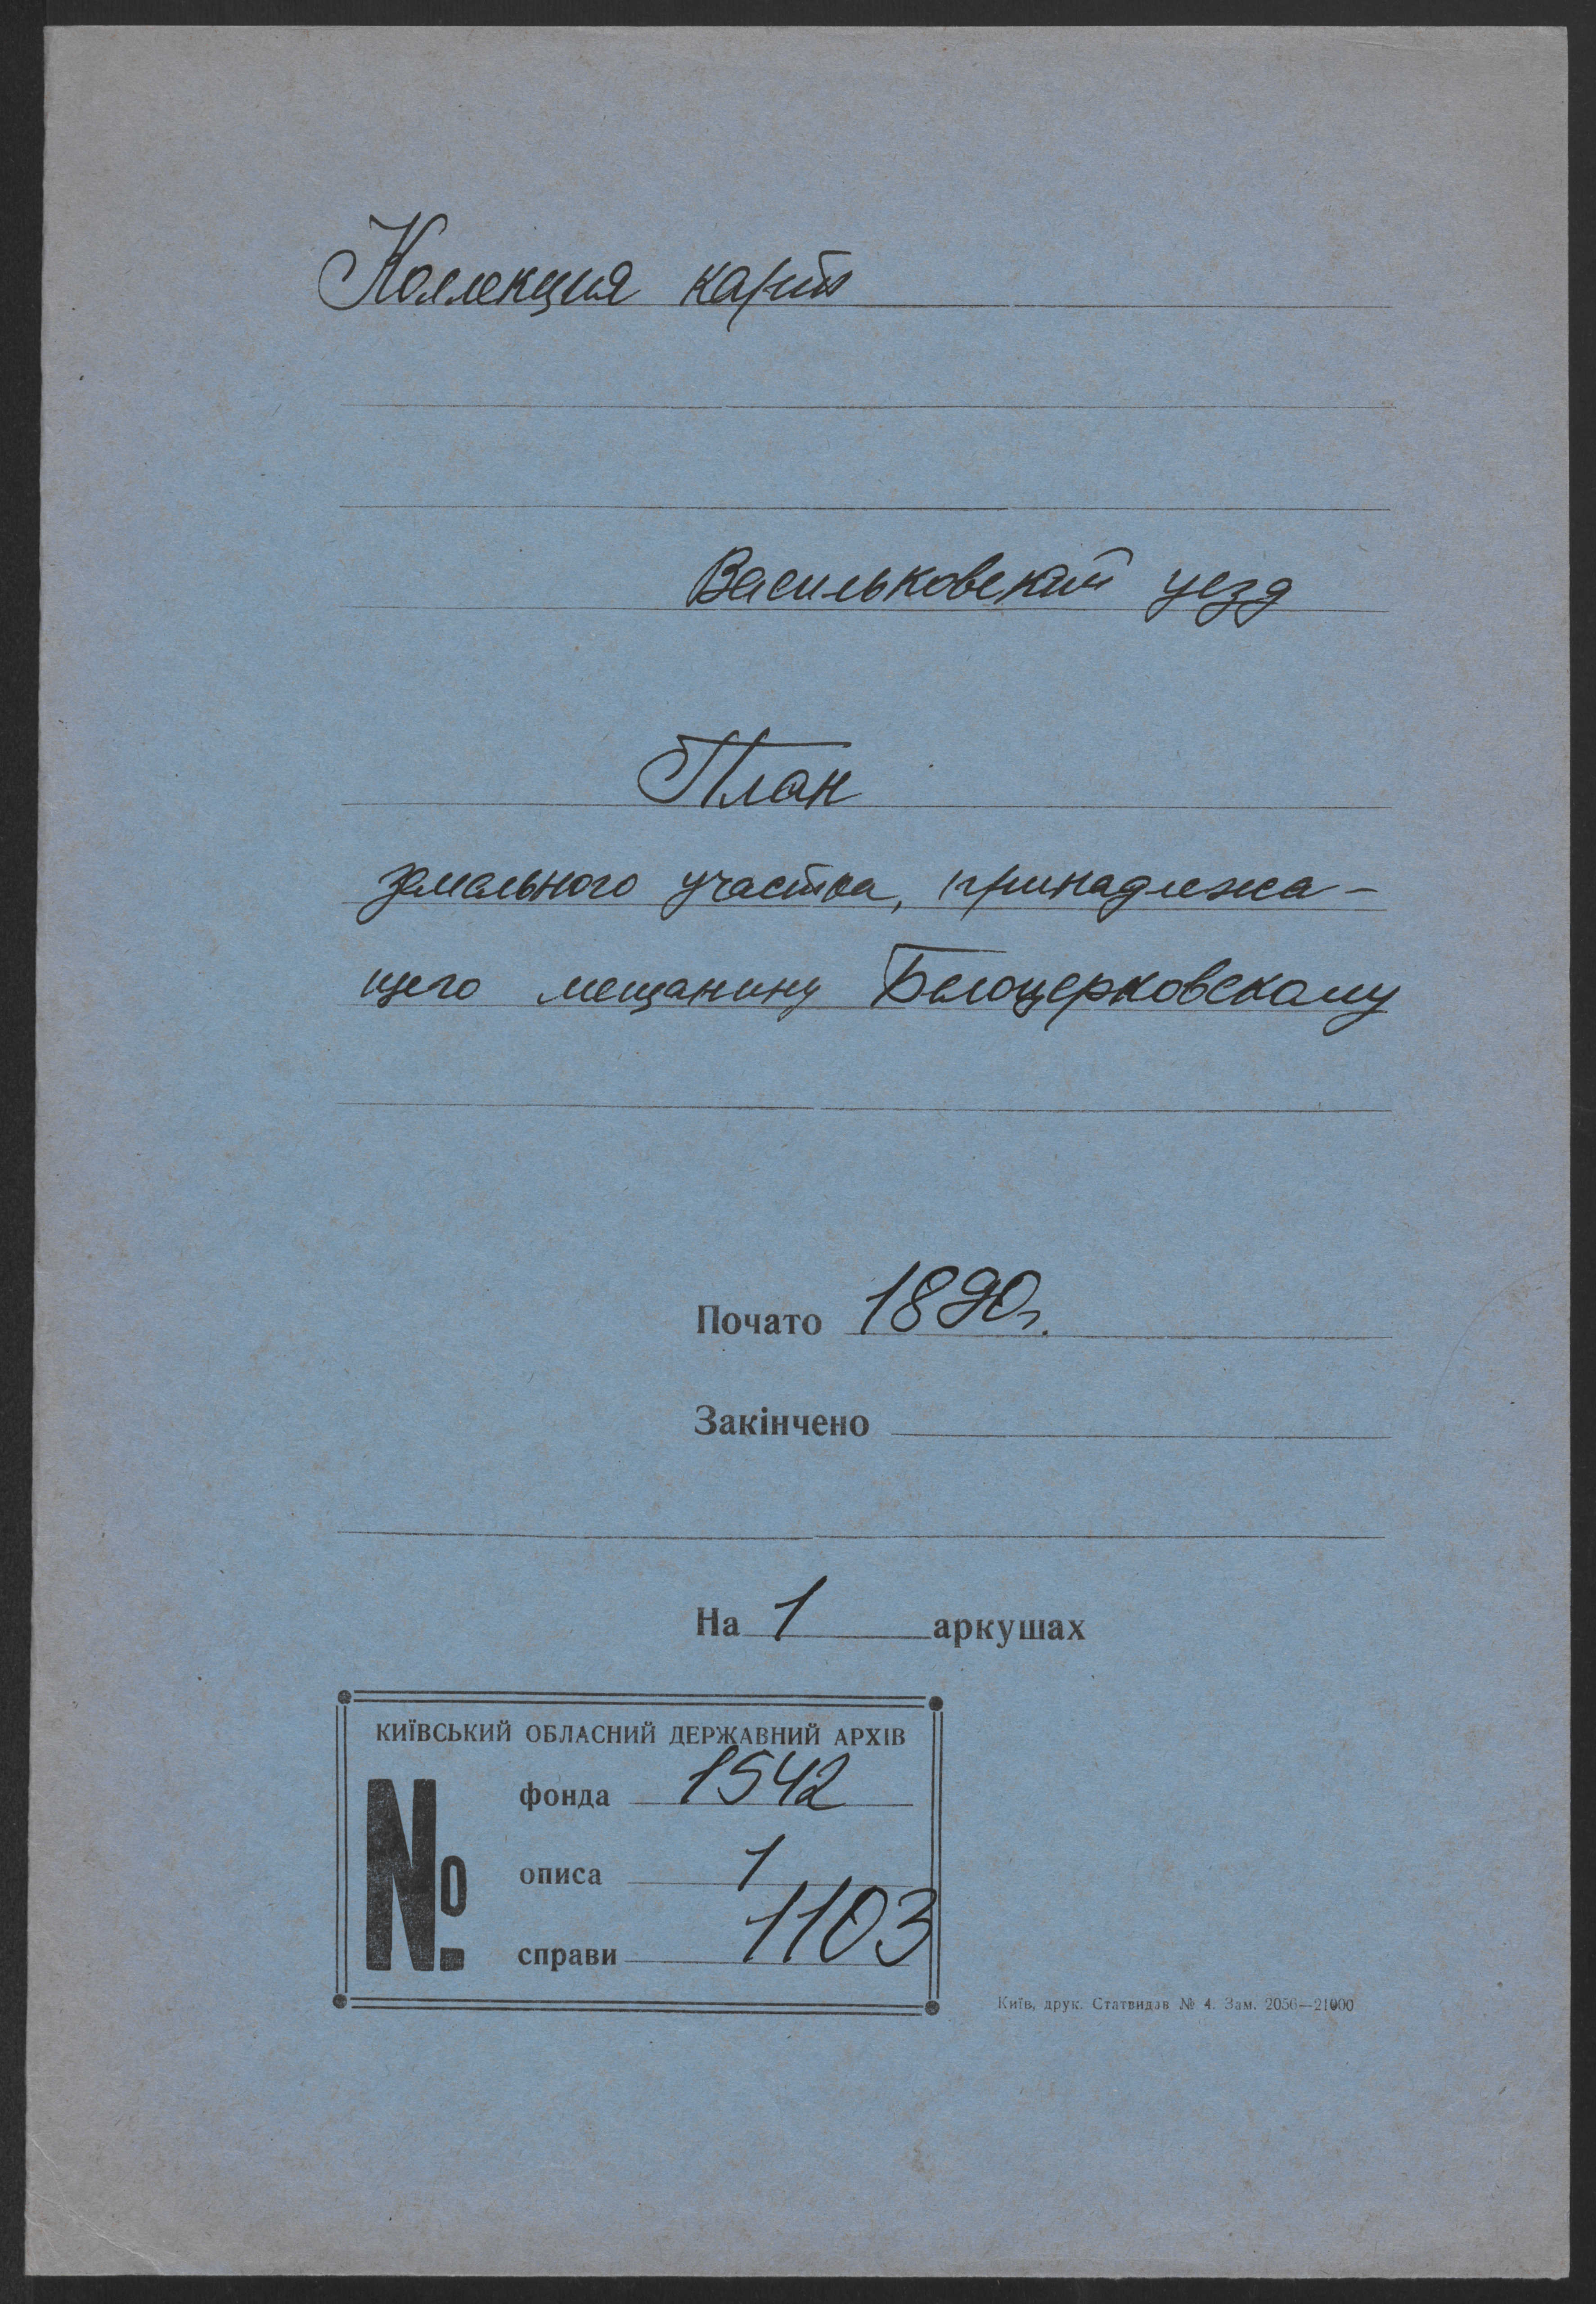 Коллекция карт
Васильковский уезд
План
земельного участка, принадлежа-
щего мещанину Белоцерковскому
Почато 1890г.
Закінчено
На 1 аркушах
КИЇВСЬКИЙ ОБЛАСНИЙ ДЕРЖАВНИЙ АРХІВ
№
фонда 1542
описа 1
справи 1103
Київ, друк. Статвидав № 4. Зам. 2056—21000